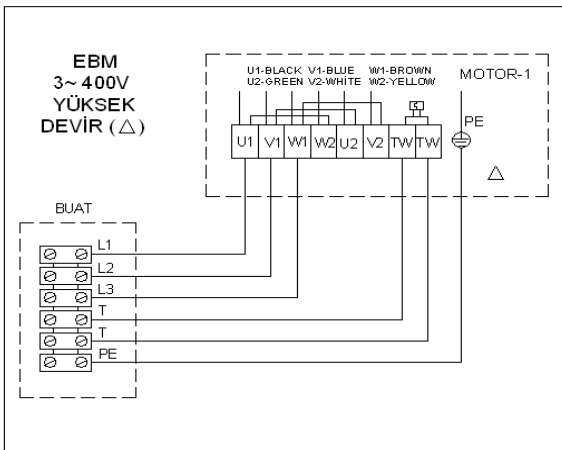 EBM
3~ 400V
YÜKSEK
DEVİR (△)
U1-BLACK V1-BLUE W1-BROWN
U2-GREEN V2-WHITE W2-YELLOW
MOTOR-1
PE
U1 V1 W1 W2 U2 V2 TW TW
△
BUAT
L1
L2
L3
T
T
PE